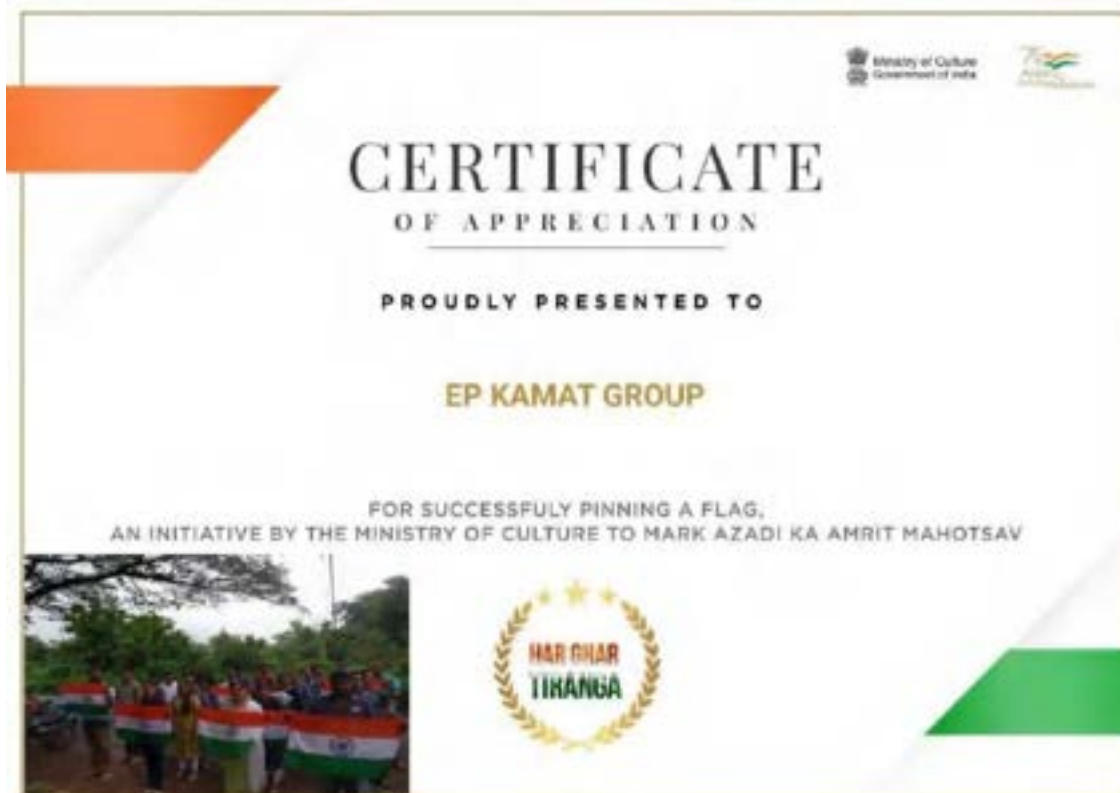 Ministry of Culture
Government of India
CERTIFICATE
OF APPRECIATION
PROUDLY PRESENTED TO
EP KAMAT GROUP
FOR SUCCESSFULY PINNING A FLAG,
AN INITIATIVE BY THE MINISTRY OF CULTURE TO MARK AZADI KA AMRIT MAHOTSAV
HAR GHAR
TIRANGA